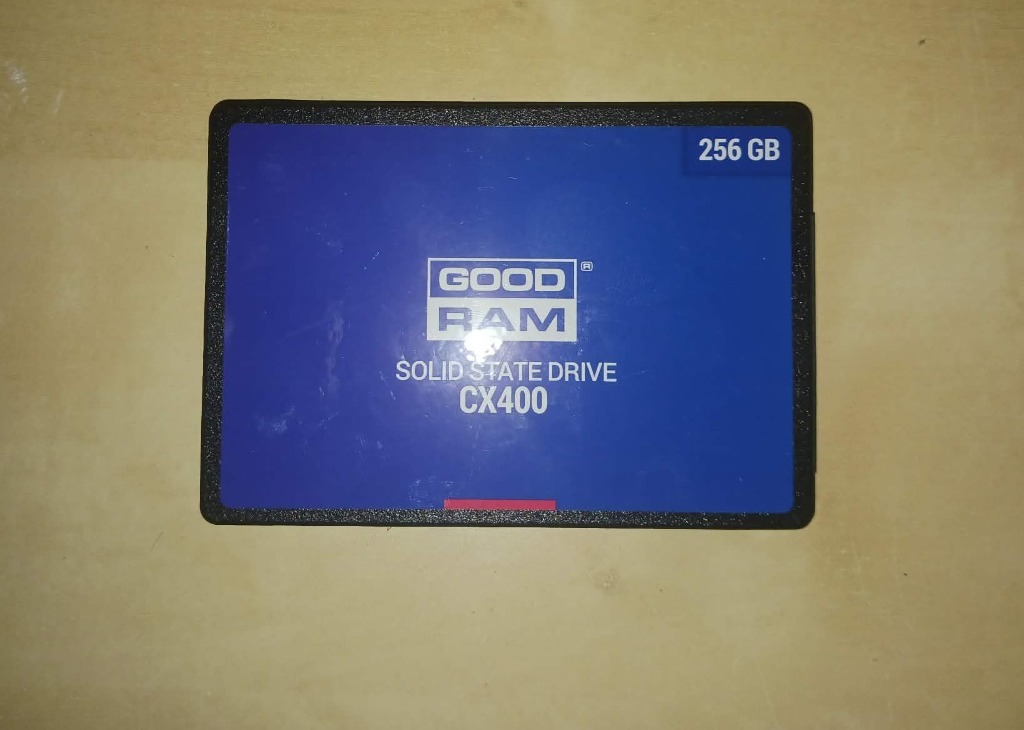 256 GB
GOOD®
RAM
SOLID STATE DRIVE
CX400